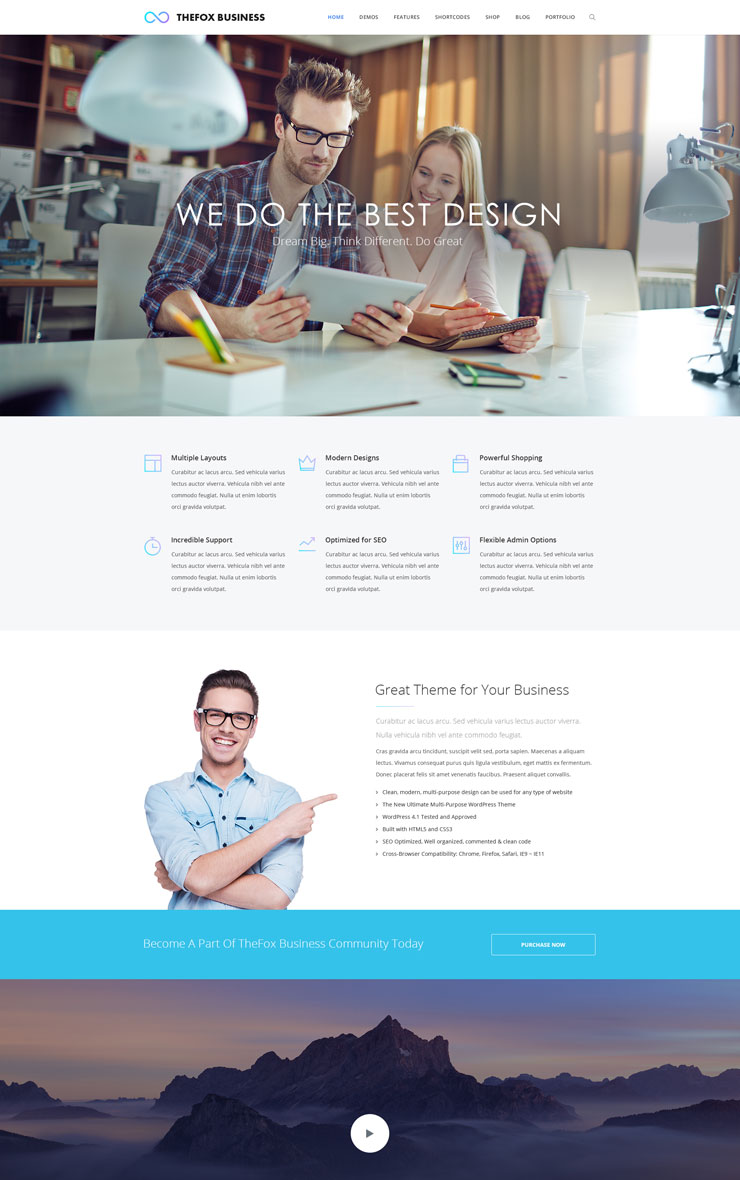 THEFOX BUSINESS
HOME DEMOS FEATURES SHORTCODES SHOP BLOG PORTFOLIO
WE DO THE BEST DESIGN
Dream Big. Think Different. Do Great
Multiple Layouts
Curabitur ac lacus arcu. Sed vehicula varius
lectus auctor viverra. Vehicula nibh vel ante
commodo feugiat. Nulla ut enim lobortis
orci gravida volutpat.
Modern Designs
Curabitur ac lacus arcu. Sed vehicula varius
lectus auctor viverra. Vehicula nibh vel ante
commodo feugiat. Nulla ut enim lobortis
orci gravida volutpat.
Powerful Shopping
Curabitur ac lacus arcu. Sed vehicula varius
lectus auctor viverra. Vehicula nibh vel ante
commodo feugiat. Nulla ut enim lobortis
orci gravida volutpat.
Incredible Support
Curabitur ac lacus arcu. Sed vehicula varius
lectus auctor viverra. Vehicula nibh vel ante
commodo feugiat. Nulla ut enim lobortis
orci gravida volutpat.
Optimized for SEO
Curabitur ac lacus arcu. Sed vehicula varius
lectus auctor viverra. Vehicula nibh vel ante
commodo feugiat. Nulla ut enim lobortis
orci gravida volutpat.
Flexible Admin Options
Curabitur ac lacus arcu. Sed vehicula varius
lectus auctor viverra. Vehicula nibh vel ante
commodo feugiat. Nulla ut enim lobortis
orci gravida volutpat.
Great Theme for Your Business
Curabitur ac lacus arcu. Sed vehicula varius lectus auctor viverra.
Nulla vehicula nibh vel ante commodo feugiat.
Cras gravida arcu tincidunt, suscipit velit sed, porta sapien. Maecenas a aliquam
lectus. Vivamus consequat purus quis ligula vestibulum, eget mattis ex fermentum.
Donec placerat felis sit amet venenatis faucibus. Praesent aliquet convallis.
› Clean, modern, multi-purpose design can be used for any type of website
› The New Ultimate Multi-Purpose WordPress Theme
› WordPress 4.1 Tested and Approved
› Built with HTML5 and CSS3
› SEO Optimized, Well organized, commented & clean code
› Cross-Browser Compatibility: Chrome, Firefox, Safari, IE9 – IE11
Become A Part Of TheFox Business Community Today
PURCHASE NOW